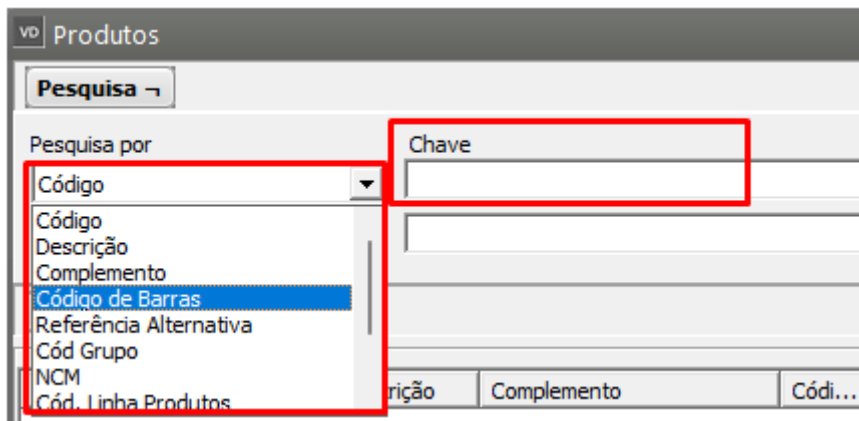 VD Produtos
Pesquisa ¬
Pesquisa por
Chave
Código
Código
Descrição
Complemento
Código de Barras
Referência Alternativa
Cód Grupo
NCM
Cód. Linha Produtos
rição
Complemento
Códi...